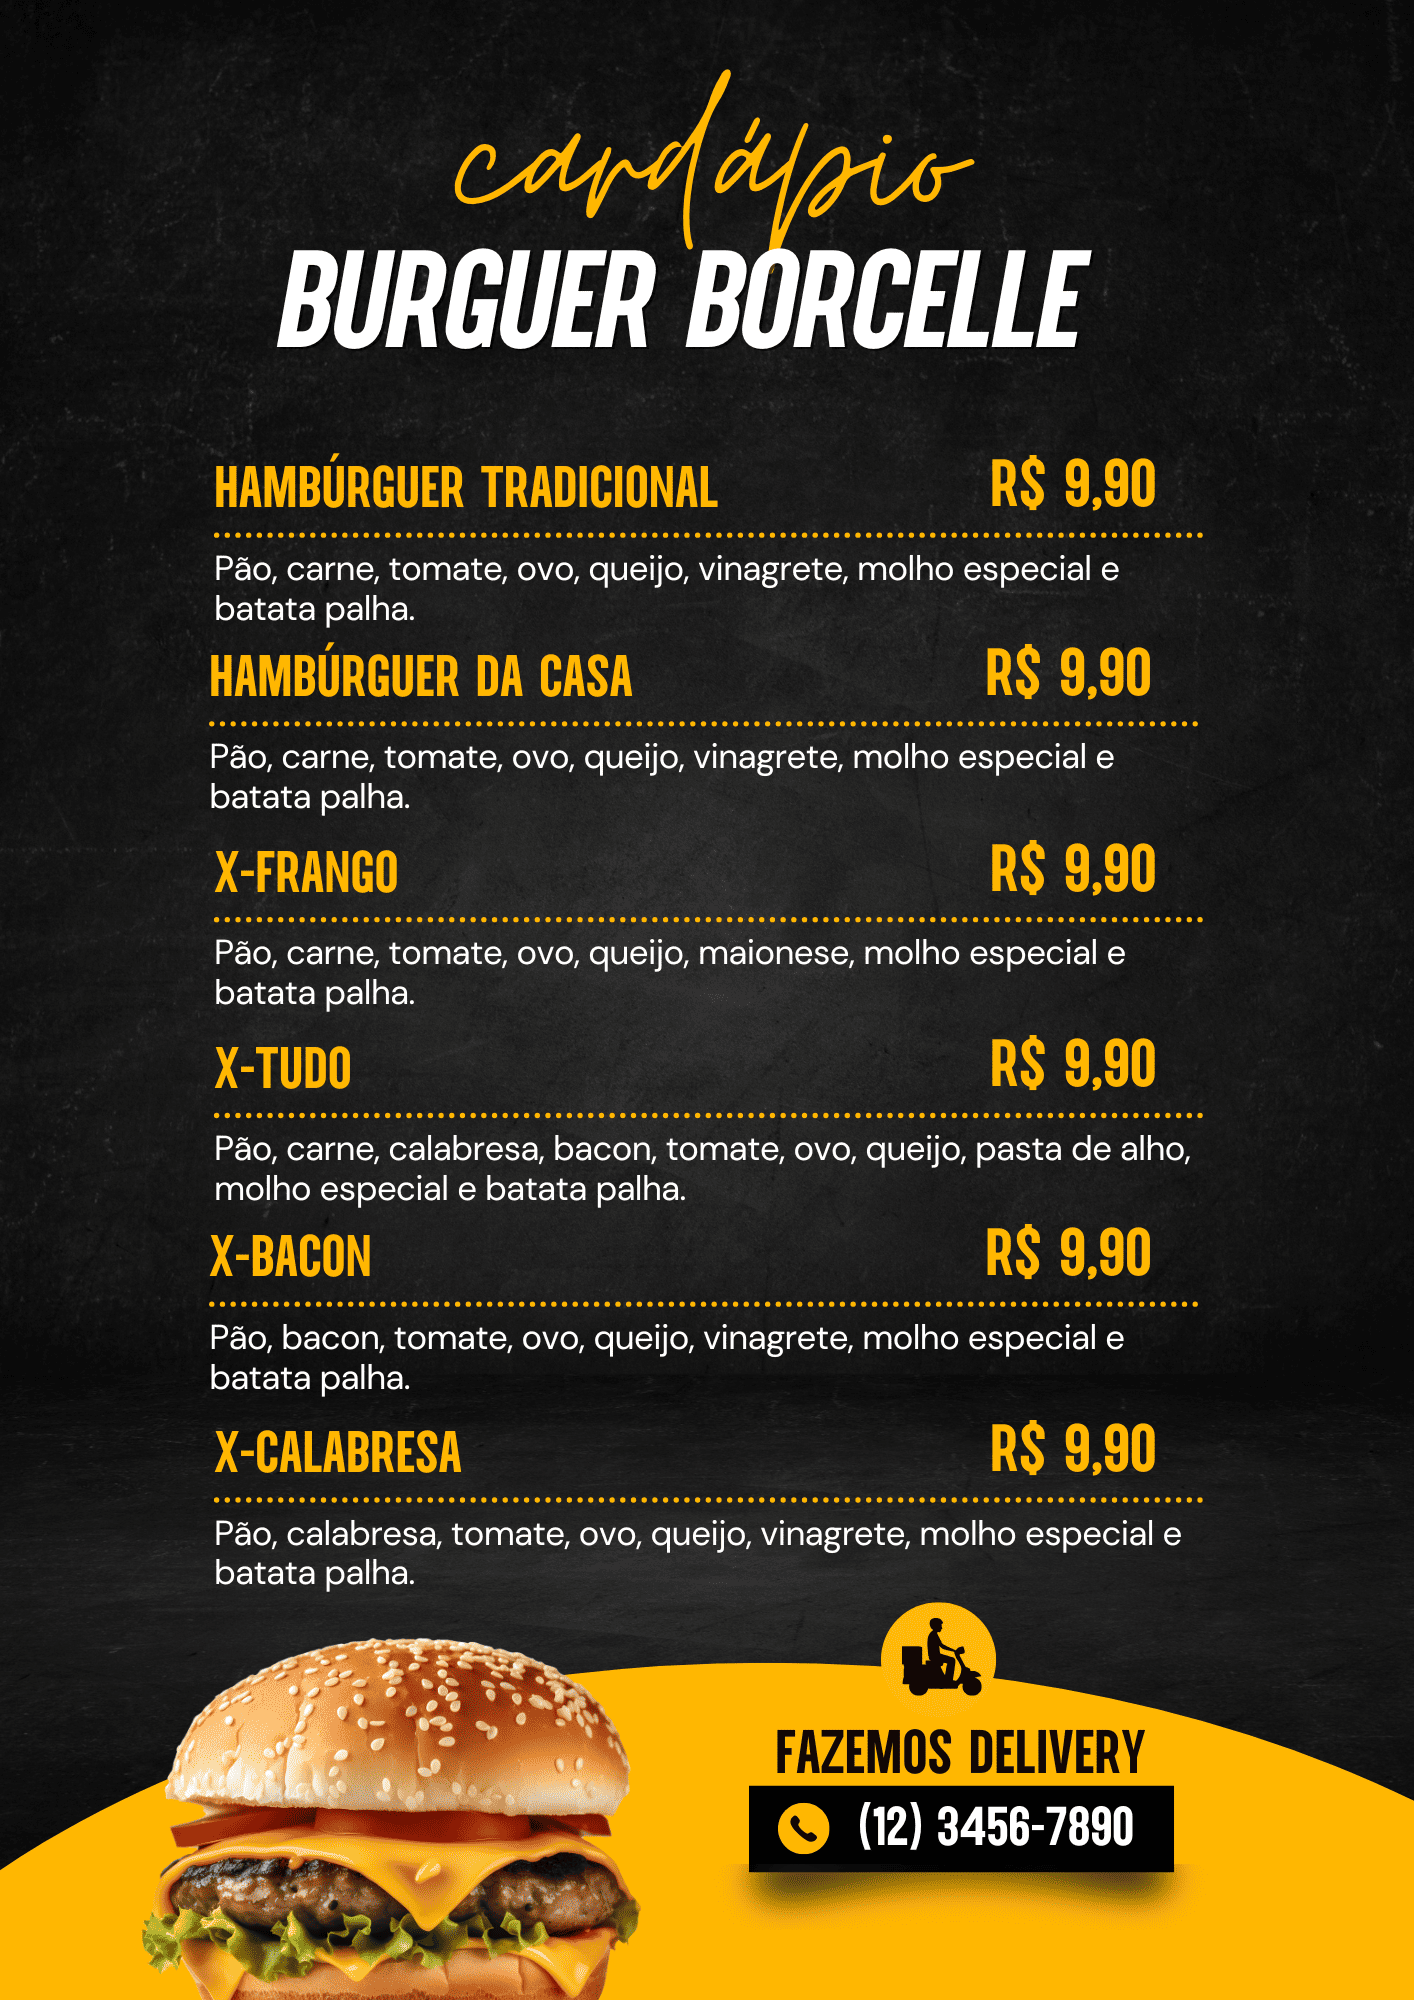 cardápio
BURGUER BORCELLE
HAMBÚRGUER TRADICIONAL R$ 9,90
Pão, carne, tomate, ovo, queijo, vinagrete, molho especial e
batata palha.
HAMBÚRGUER DA CASA R$ 9,90
Pão, carne, tomate, ovo, queijo, vinagrete, molho especial e
batata palha.
X-FRANGO R$ 9,90
Pão, carne, tomate, ovo, queijo, maionese, molho especial e
batata palha.
X-TUDO R$ 9,90
Pão, carne, calabresa, bacon, tomate, ovo, queijo, pasta de alho,
molho especial e batata palha.
X-BACON R$ 9,90
Pão, bacon, tomate, ovo, queijo, vinagrete, molho especial e
batata palha.
X-CALABRESA R$ 9,90
Pão, calabresa, tomate, ovo, queijo, vinagrete, molho especial e
batata palha.
FAZEMOS DELIVERY
(12) 3456-7890